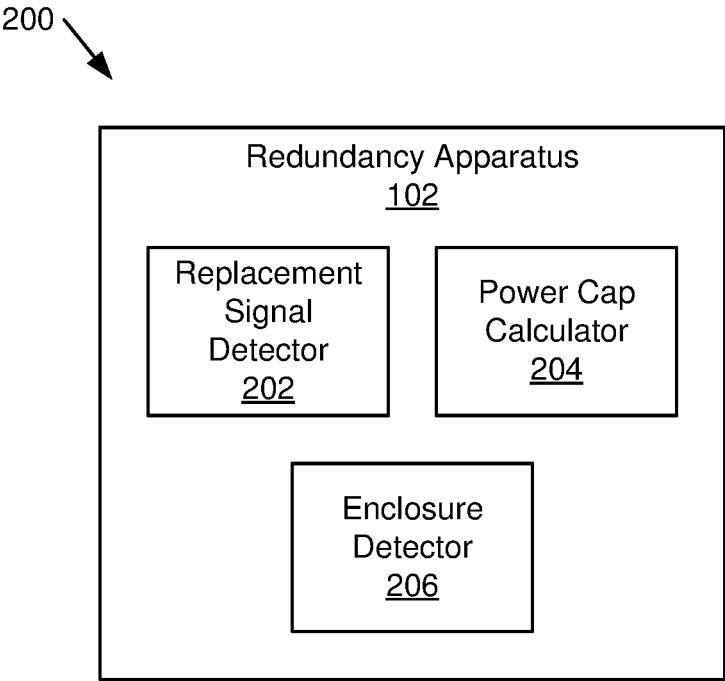 200
Redundancy Apparatus
102
Replacement
Signal
Detector
202
Power Cap
Calculator
204
Enclosure
Detector
206